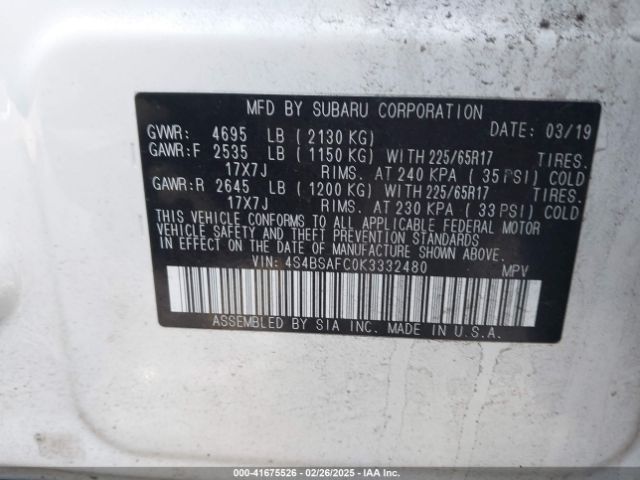 MFD BY SUBARU CORPORATION
DATE: 03/19
GVWR: 4695 LB (2130 KG)
GAWR:F 2535 LB (1150 KG) WITH 225/65R17 TIRES.
17X7J RIMS. AT 240 KPA (35 PSI) COLD
GAWR:R 2645 LB (1200 KG) WITH 225/65R17 TIRES.
17X7J RIMS. AT 230 KPA (33 PSI) COLD
THIS VEHICLE CONFORMS TO ALL APPLICABLE FEDERAL MOTOR
VEHICLE SAFETY AND THEFT PREVENTION STANDARDS
IN EFFECT ON THE DATE OF MANUFACTURE SHOWN ABOVE.
VIN: 4S4BSAFC0K3332480 MPV
ASSEMBLED BY SIA INC. MADE IN U.S.A.
000-41675526 - 02/26/2025 - IAA Inc.